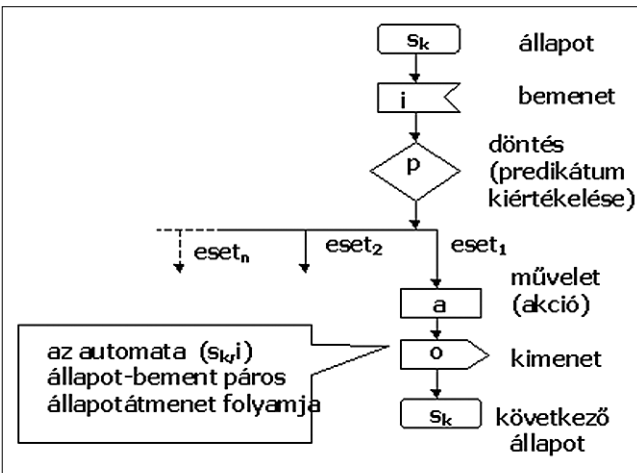 sₖ állapot
i bemenet
p döntés
(predikátum
kiértékelése)
esetₙ eset₂ eset₁
a művelet
(akció)
az automata (sₖ,i)
állapot-bement páros
állapotátmenet folyamja
o kimenet
sₖ következő
állapot